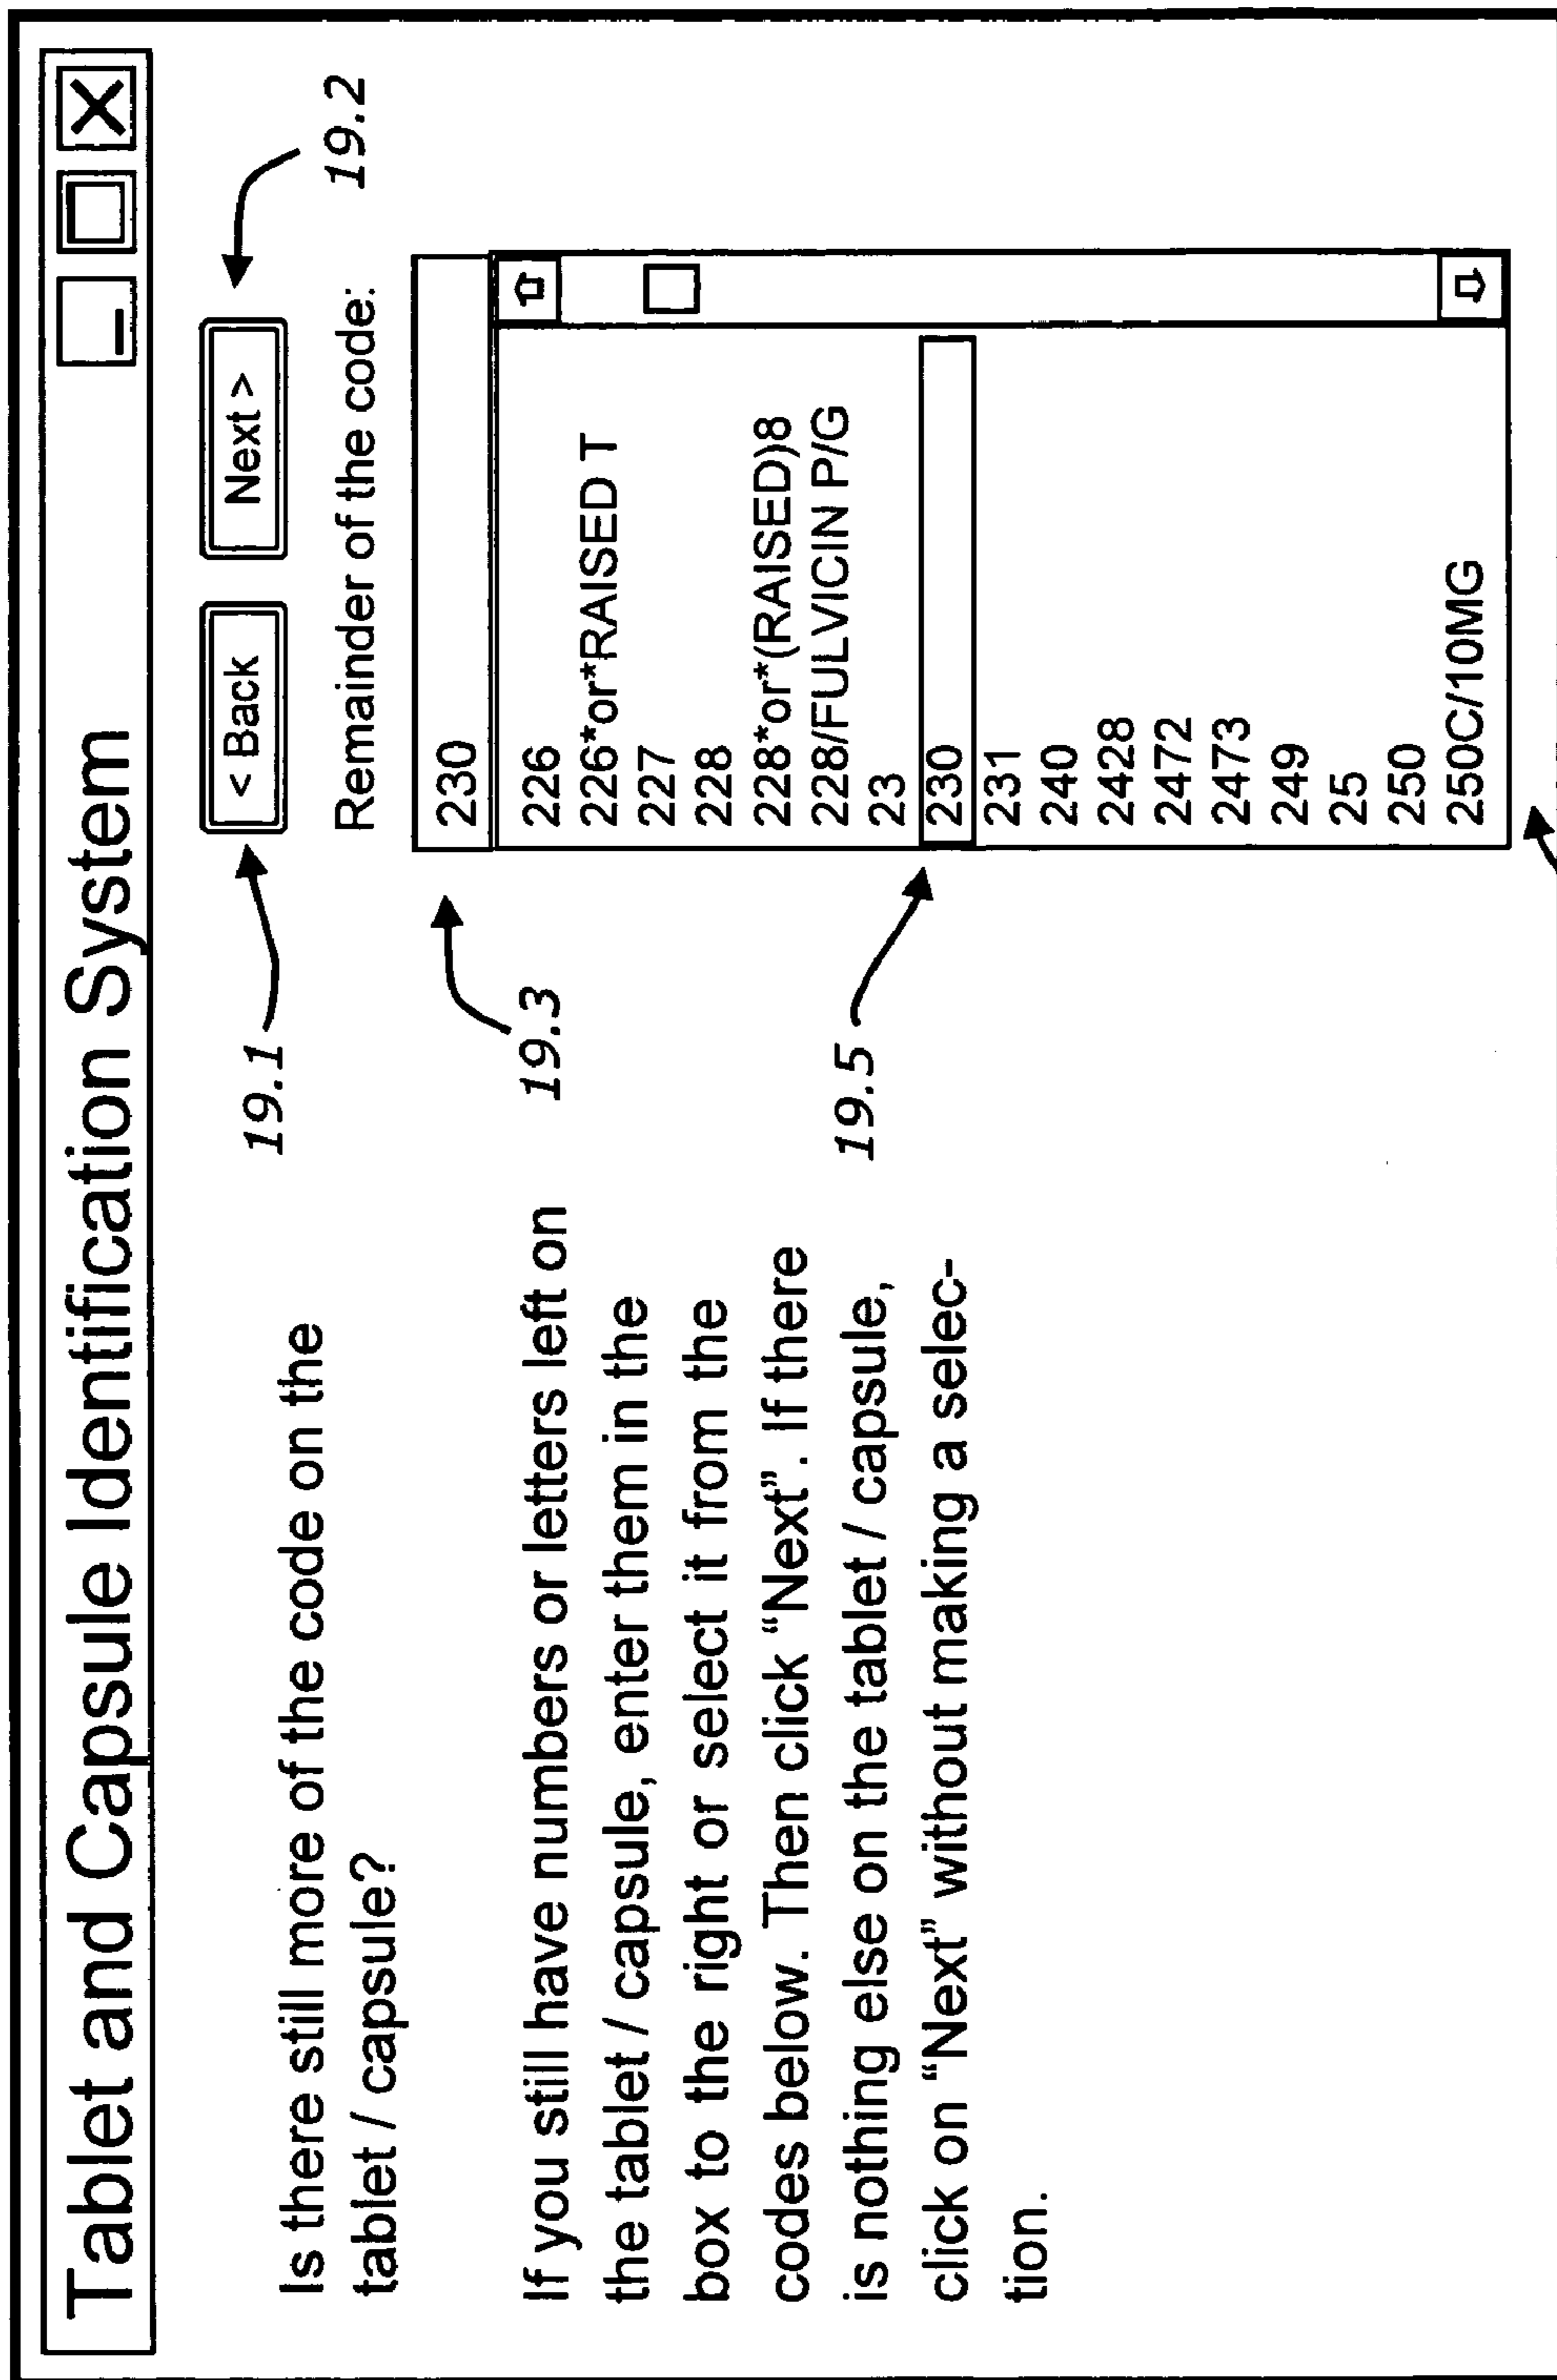 Tablet and Capsule Identification System
< Back
Next >
19.1
19.2
Is there still more of the code on the
tablet / capsule?
If you still have numbers or letters left on
the tablet / capsule, enter them in the
box to the right or select it from the
codes below. Then click “Next”. If there
is nothing else on the tablet / capsule,
click on “Next” without making a selec-
tion.
Remainder of the code:
19.3
230
226
226*or*RAISED T
227
228
228*or*(RAISED)8
228/FULVICIN P/G
23
19.5
230
231
240
2428
2472
2473
249
25
250
250C/10MG